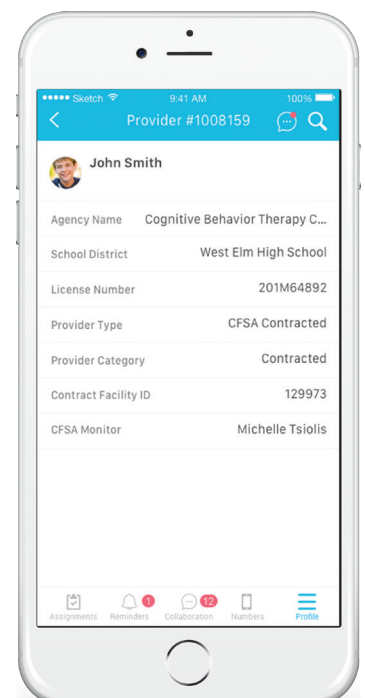 Sketch 9:41 AM 100%
Provider #1008159
John Smith
Agency Name Cognitive Behavior Therapy C...
School District West Elm High School
License Number 201M64892
Provider Type CFSA Contracted
Provider Category Contracted
Contract Facility ID 129973
CFSA Monitor Michelle Tsiolis
1 12
Assignments Reminders Collaboration Numbers Profile